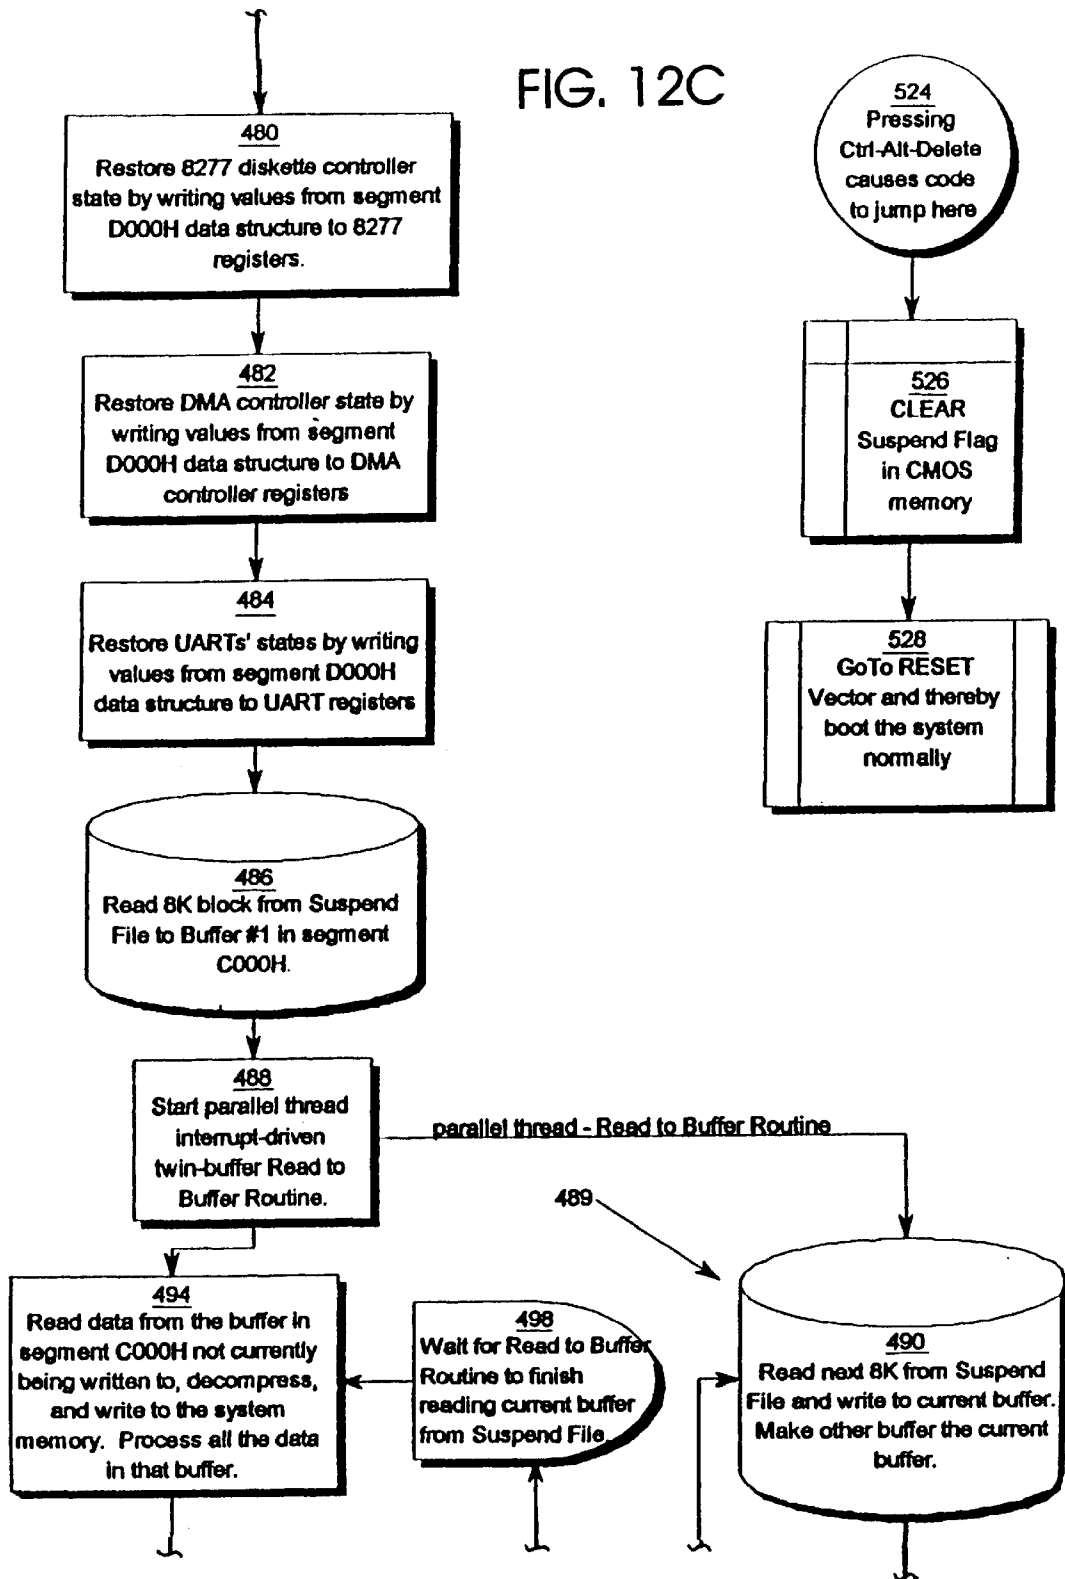 FIG. 12C
480
Restore 8277 diskette controller
state by writing values from segment
D000H data structure to 8277
registers.
482
Restore DMA controller state by
writing values from segment
D000H data structure to DMA
controller registers
484
Restore UARTs' states by writing
values from segment D000H
data structure to UART registers
486
Read 8K block from Suspend
File to Buffer #1 in segment
C000H.
488
Start parallel thread
interrupt-driven
twin-buffer Read to
Buffer Routine.
parallel thread - Read to Buffer Routine
489
494
Read data from the buffer in
segment C000H not currently
being written to, decompress,
and write to the system
memory. Process all the data
in that buffer.
498
Wait for Read to Buffer
Routine to finish
reading current buffer
from Suspend File.
490
Read next 8K from Suspend
File and write to current buffer.
Make other buffer the current
buffer.
524
Pressing
Ctrl-Alt-Delete
causes code
to jump here
526
CLEAR
Suspend Flag
in CMOS
memory
528
GoTo RESET
Vector and thereby
boot the system
normally